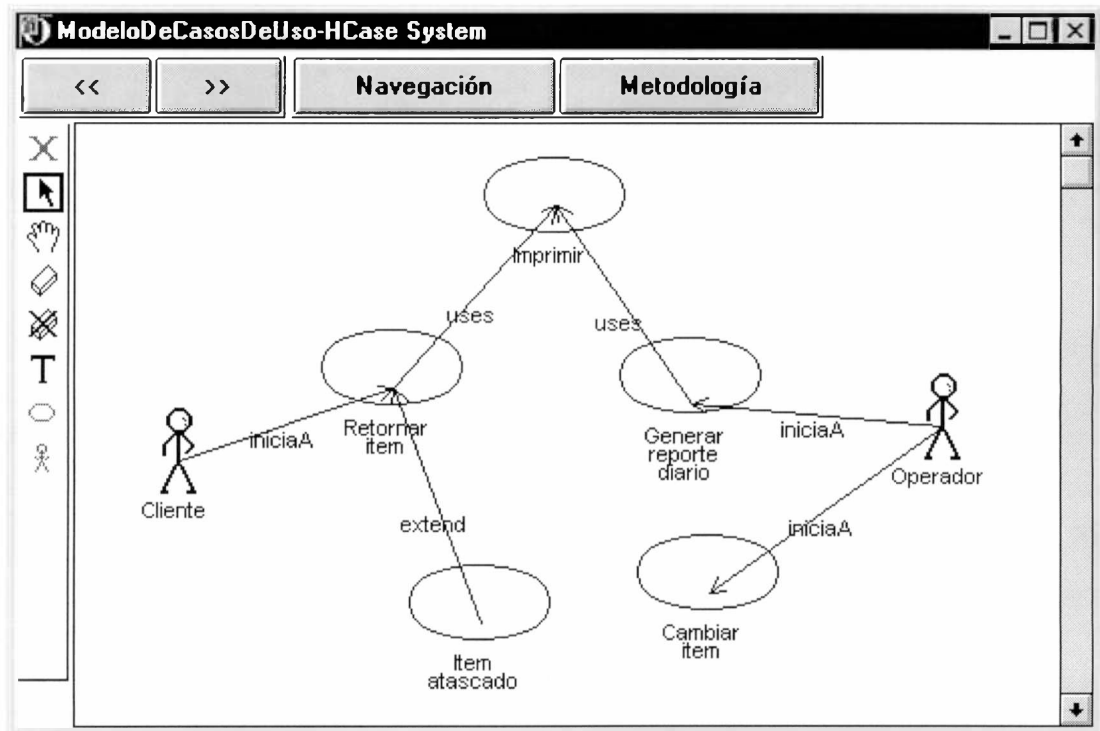 ModeloDeCasosDeUso-HCase System
<< >> Navegación Metodología
T
Imprimir
uses
uses
Retornar
item
iniciaA
Cliente
Generar
reporte
diario
iniciaA
Operador
extend
iniciaA
Item
atascado
Cambiar
item